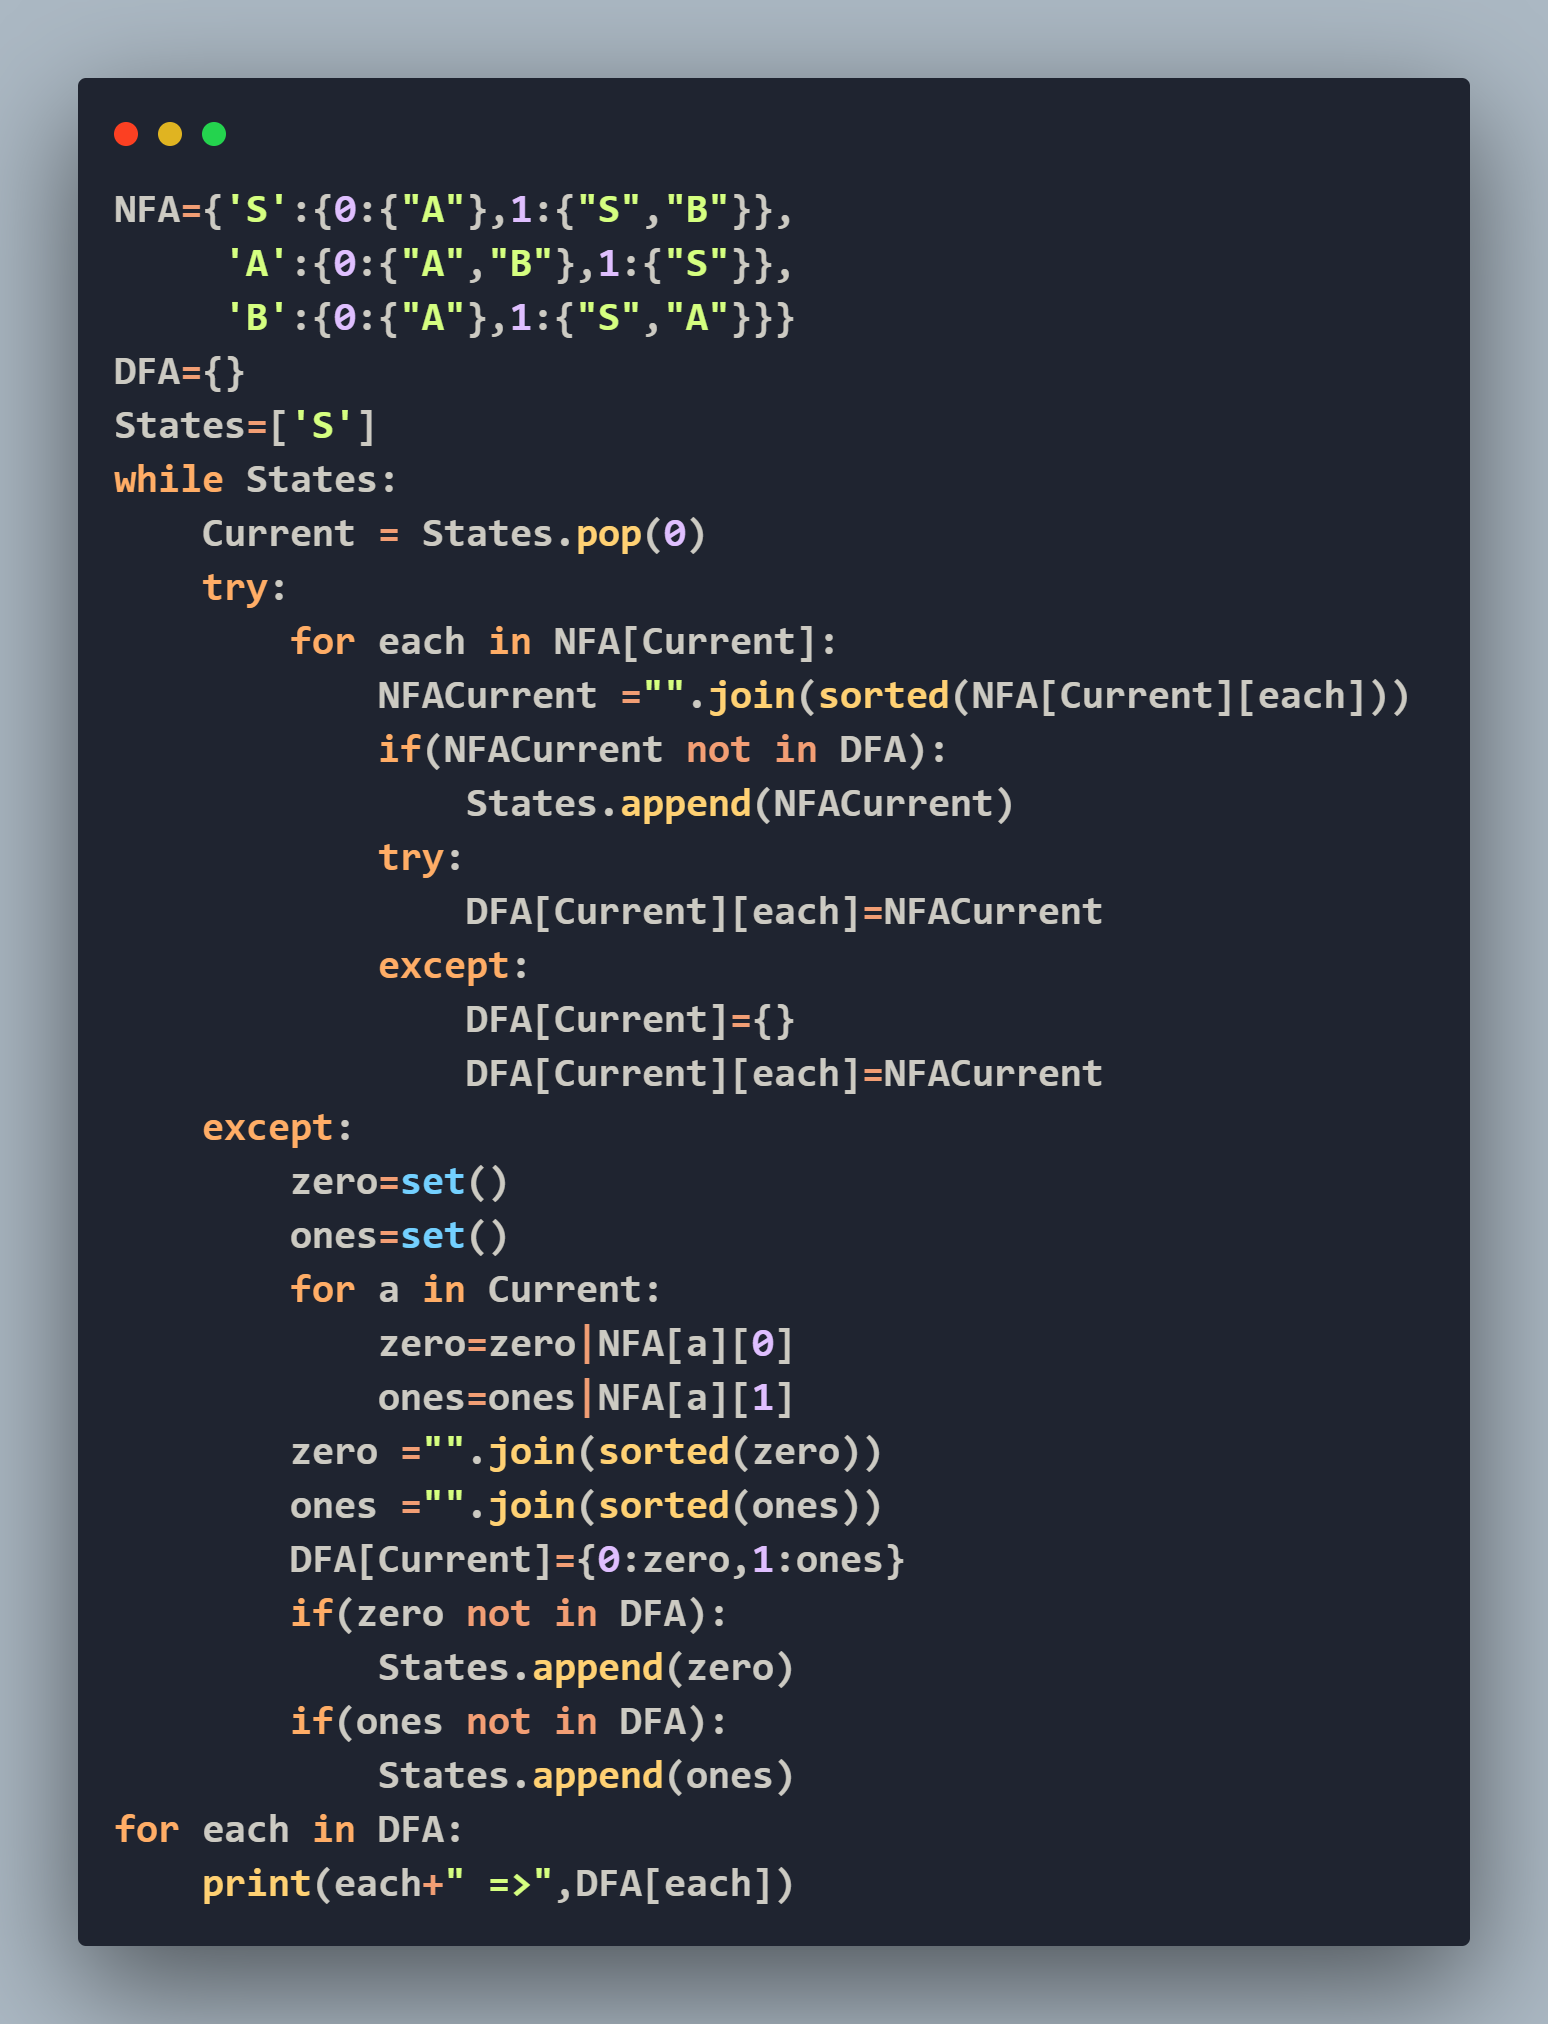 NFA={'S':{0:{"A"},1:{"S","B"}},
     'A':{0:{"A","B"},1:{"S"}},
     'B':{0:{"A"},1:{"S","A"}}}
DFA={}
States=['S']
while States:
    Current = States.pop(0)
    try:
        for each in NFA[Current]:
            NFACurrent ="".join(sorted(NFA[Current][each]))
            if(NFACurrent not in DFA):
                States.append(NFACurrent)
            try:
                DFA[Current][each]=NFACurrent
            except:
                DFA[Current]={}
                DFA[Current][each]=NFACurrent
    except:
        zero=set()
        ones=set()
        for a in Current:
            zero=zero|NFA[a][0]
            ones=ones|NFA[a][1]
        zero ="".join(sorted(zero))
        ones ="".join(sorted(ones))
        DFA[Current]={0:zero,1:ones}
        if(zero not in DFA):
            States.append(zero)
        if(ones not in DFA):
            States.append(ones)
for each in DFA:
    print(each+" =>",DFA[each])